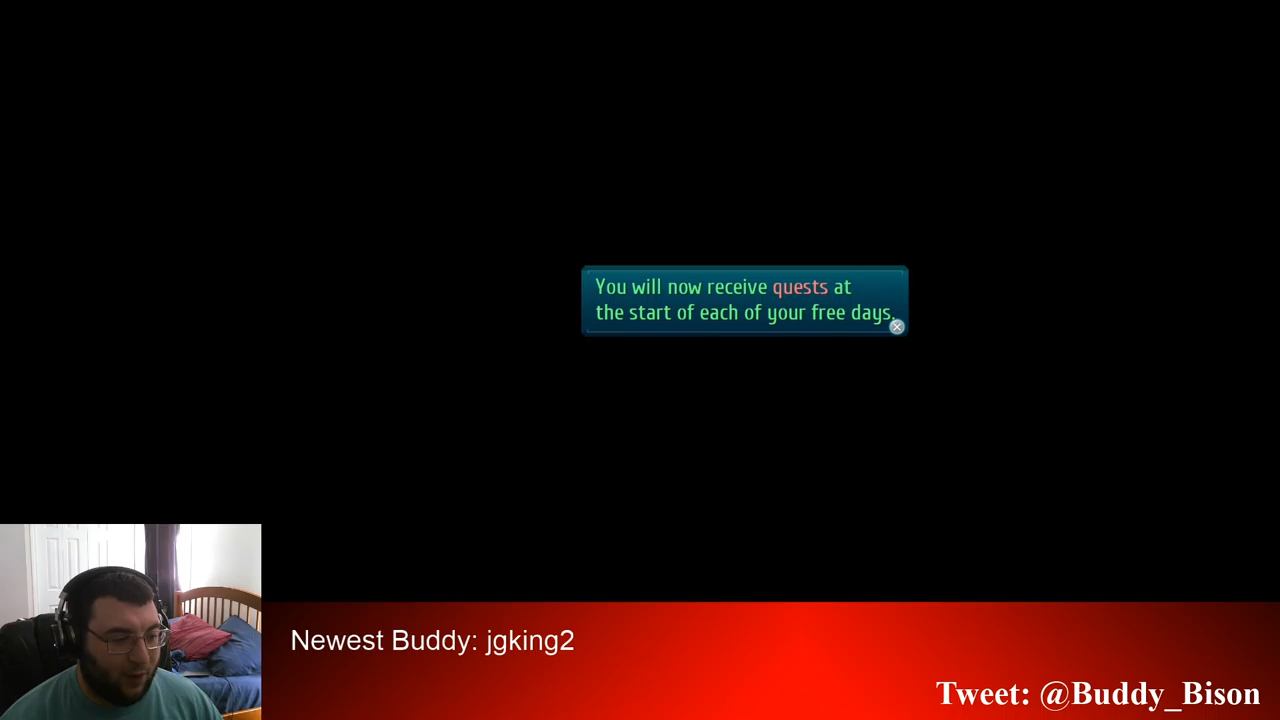 You will now receive quests at
the start of each of your free days.
Newest Buddy: jgking2
Tweet: @Buddy_Bison